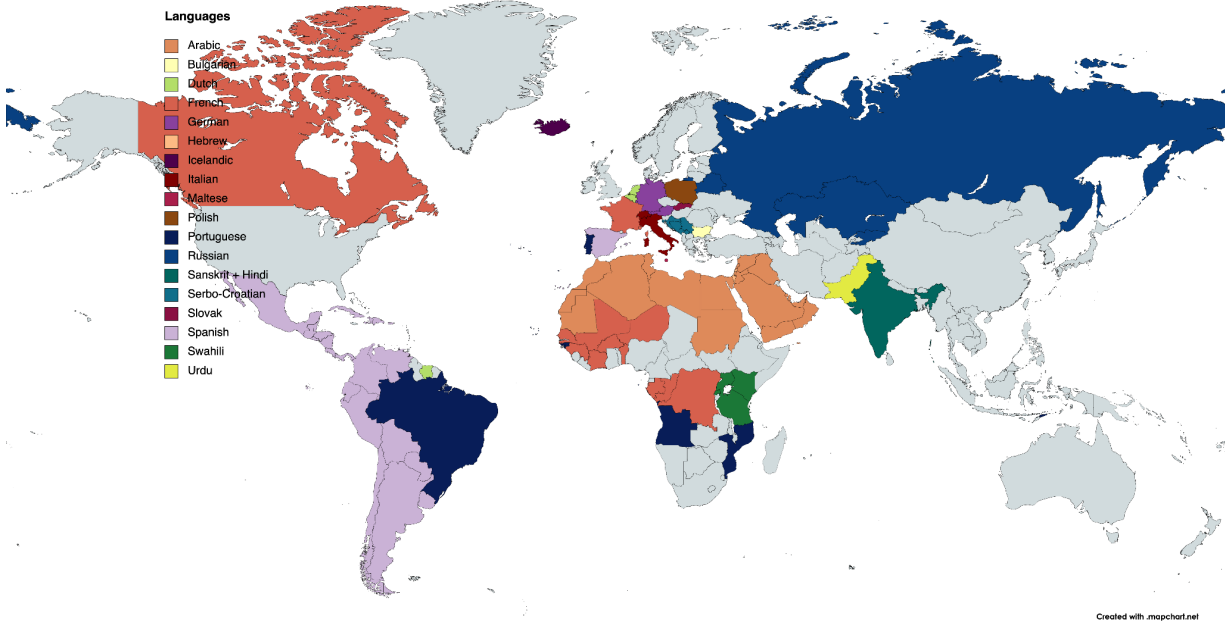 Languages
Arabic
Bulgarian
Dutch
French
German
Hebrew
Icelandic
Italian
Maltese
Polish
Portuguese
Russian
Sanskrit + Hindi
Serbo-Croatian
Slovak
Spanish
Swahili
Urdu
Created with .mapchart.net